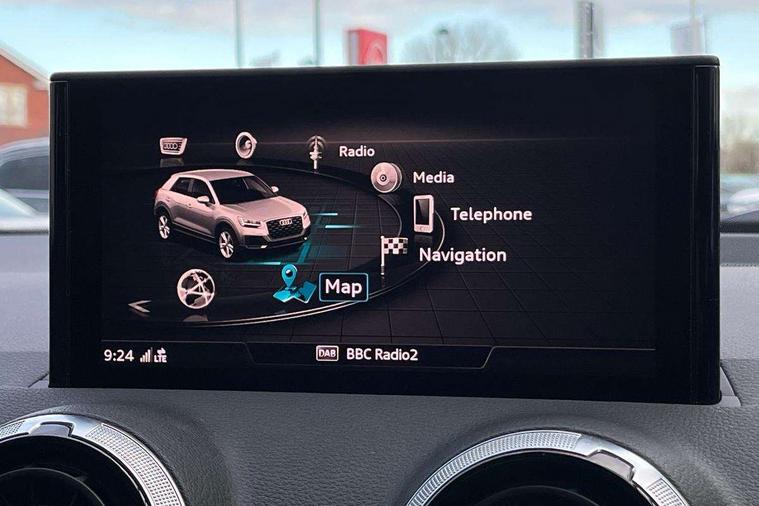 Radio
Media
Telephone
Navigation
Map
9:24 LTE
DAB BBC Radio2